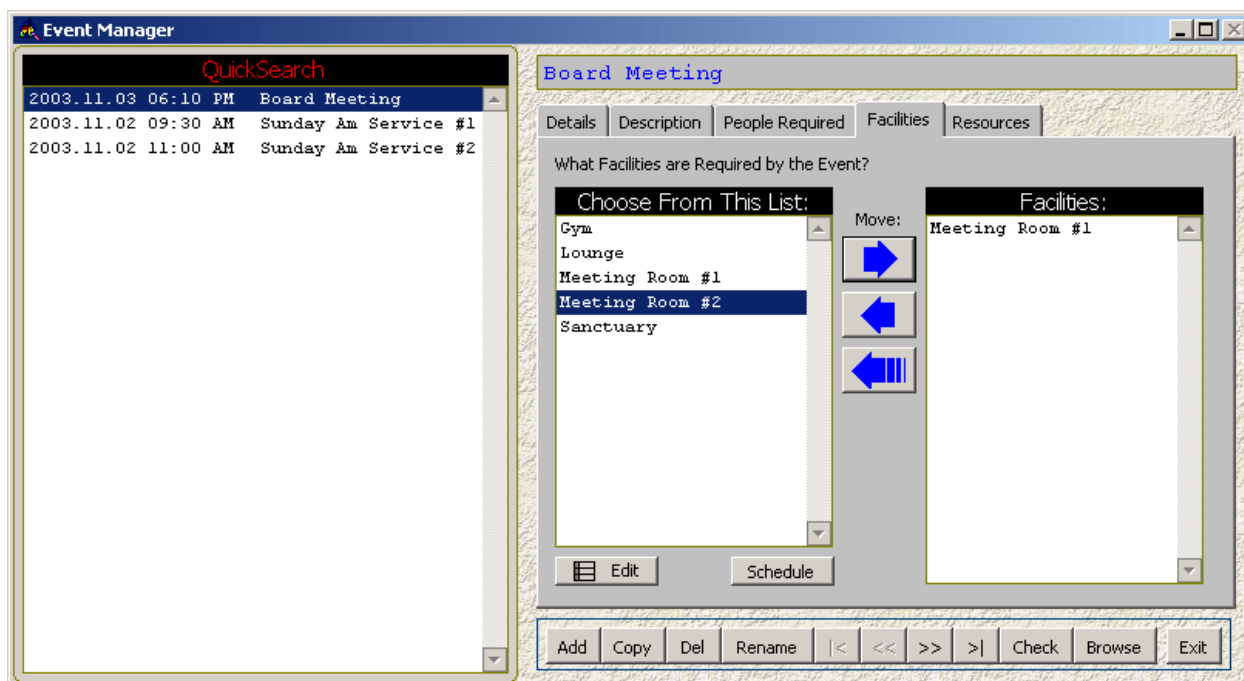 Event Manager
QuickSearch
2003.11.03 06:10 PM Board Meeting
2003.11.02 09:30 AM Sunday Am Service #1
2003.11.02 11:00 AM Sunday Am Service #2
Board Meeting
Details Description People Required Facilities Resources
What Facilities are Required by the Event?
Choose From This List:
Gym
Lounge
Meeting Room #1
Meeting Room #2
Sanctuary
Edit Schedule
Move:
Facilities:
Meeting Room #1
Add Copy Del Rename |< << >> >| Check Browse Exit